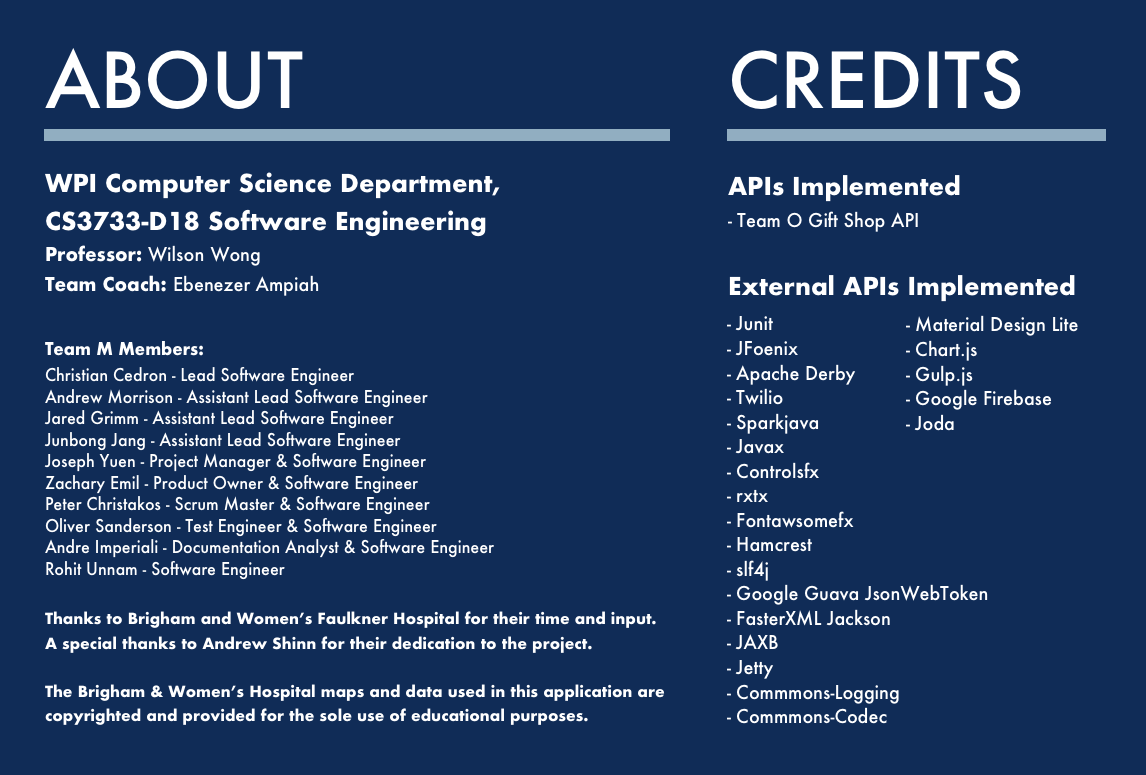 ABOUT
WPI Computer Science Department,
CS3733-D18 Software Engineering
Professor: Wilson Wong
Team Coach: Ebenezer Ampiah
Team M Members:
Christian Cedron - Lead Software Engineer
Andrew Morrison - Assistant Lead Software Engineer
Jared Grimm - Assistant Lead Software Engineer
Junbong Jang - Assistant Lead Software Engineer
Joseph Yuen - Project Manager & Software Engineer
Zachary Emil - Product Owner & Software Engineer
Peter Christakos - Scrum Master & Software Engineer
Oliver Sanderson - Test Engineer & Software Engineer
Andre Imperiali - Documentation Analyst & Software Engineer
Rohit Unnam - Software Engineer
Thanks to Brigham and Women's Faulkner Hospital for their time and input.
A special thanks to Andrew Shinn for their dedication to the project.
The Brigham & Women's Hospital maps and data used in this application are
copyrighted and provided for the sole use of educational purposes.
CREDITS
APIs Implemented
- Team O Gift Shop API
External APIs Implemented
- Junit
- JFoenix
- Apache Derby
- Twilio
- Sparkjava
- Javax
- Controlsfx
- rxtx
- Fontawsomefx
- Hamcrest
- slf4j
- Google Guava JsonWebToken
- FasterXML Jackson
- JAXB
- Jetty
- Commmons-Logging
- Commmons-Codec
- Material Design Lite
- Chart.js
- Gulp.js
- Google Firebase
- Joda